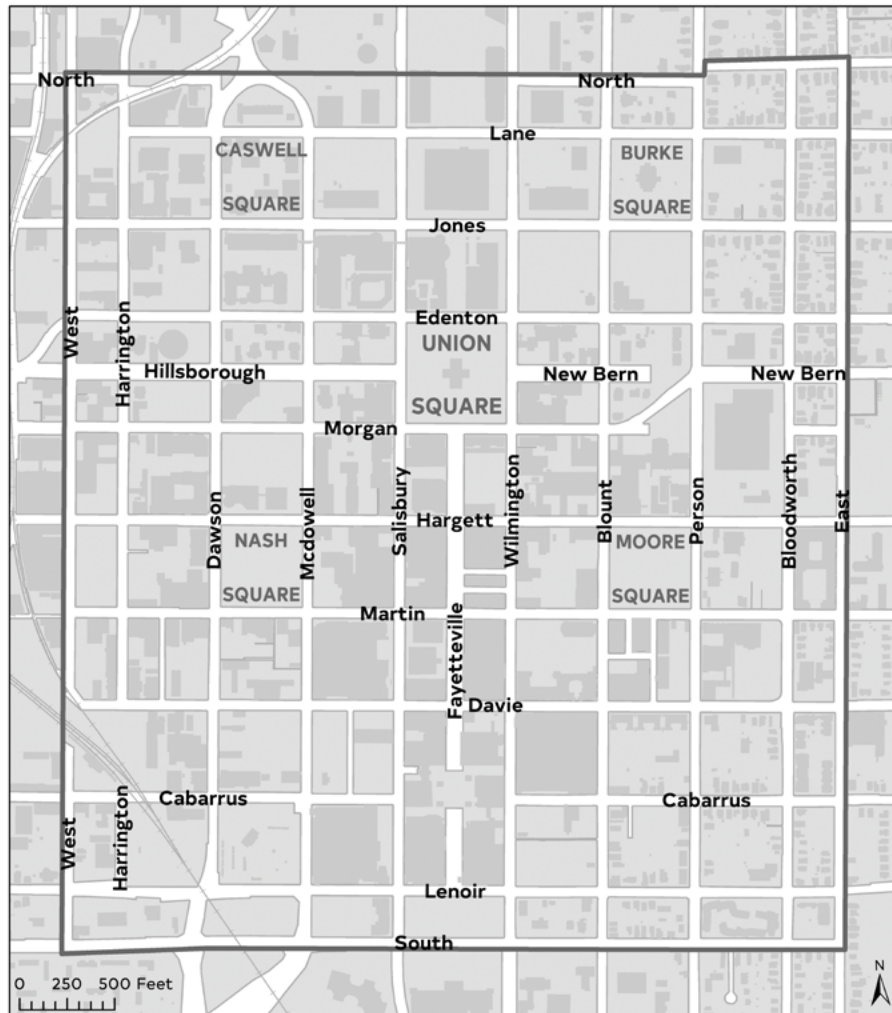 North
North
Lane
CASWELL
SQUARE
BURKE
SQUARE
Jones
West
Harrington
Edenton
UNION
SQUARE
Hillsborough
New Bern
New Bern
Morgan
Dawson
Mcdowell
Salisbury
Hargett
Wilmington
Blount
Person
Bloodworth
East
NASH
SQUARE
MOORE
SQUARE
Martin
Fayetteville
Davie
Cabarrus
Cabarrus
West
Harrington
Lenoir
South
0 250 500 Feet
N